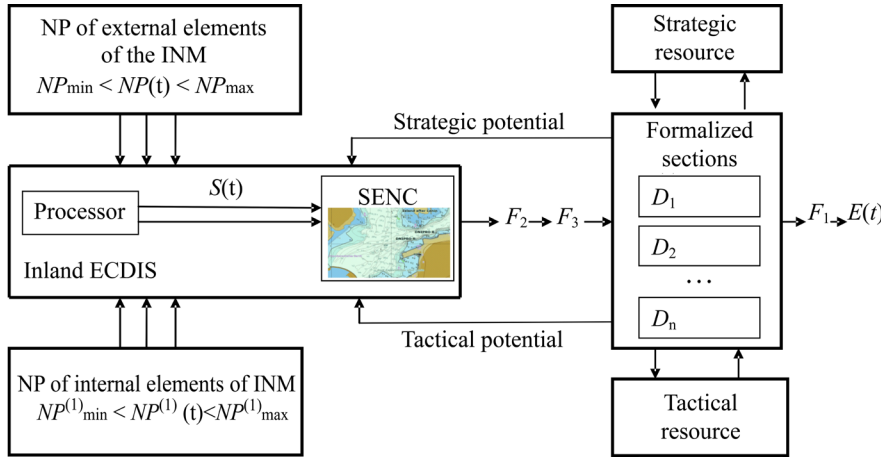 NP of external elements
of the INM
NPmin < NP(t) < NPmax
Strategic
resource
Strategic potential
Formalized
sections
S(t)
SENC
Processor
D1
F2 F3
F1 E(t)
D2
Inland ECDIS
...
Dn
Tactical potential
NP of internal elements of INM
NP(1)min < NP(1) (t)<NP(1)max
Tactical
resource